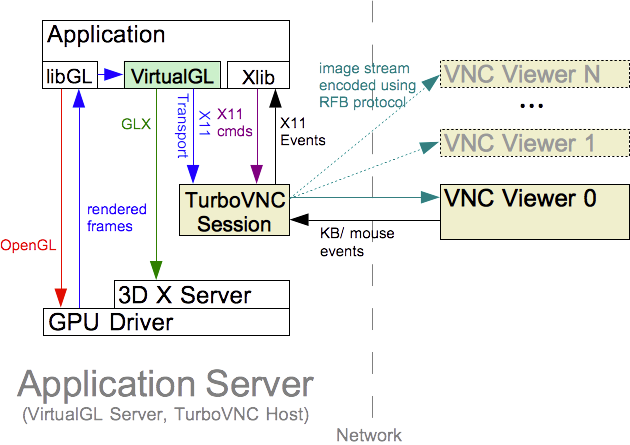 Application
libGL
VirtualGL
Xlib
GLX
X11
Transport
X11
cmds
X11
Events
image stream
encoded using
RFB protocol
VNC Viewer N
...
VNC Viewer 1
VNC Viewer 0
TurboVNC
Session
rendered
frames
OpenGL
KB/ mouse
events
3D X Server
GPU Driver
Application Server
(VirtualGL Server, TurboVNC Host)
Network